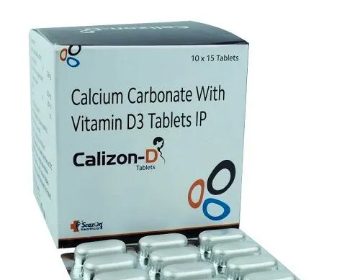 10 x 15 Tablets
Calcium Carbonate With
Vitamin D3 Tablets IP
Calizon-D
Tablets